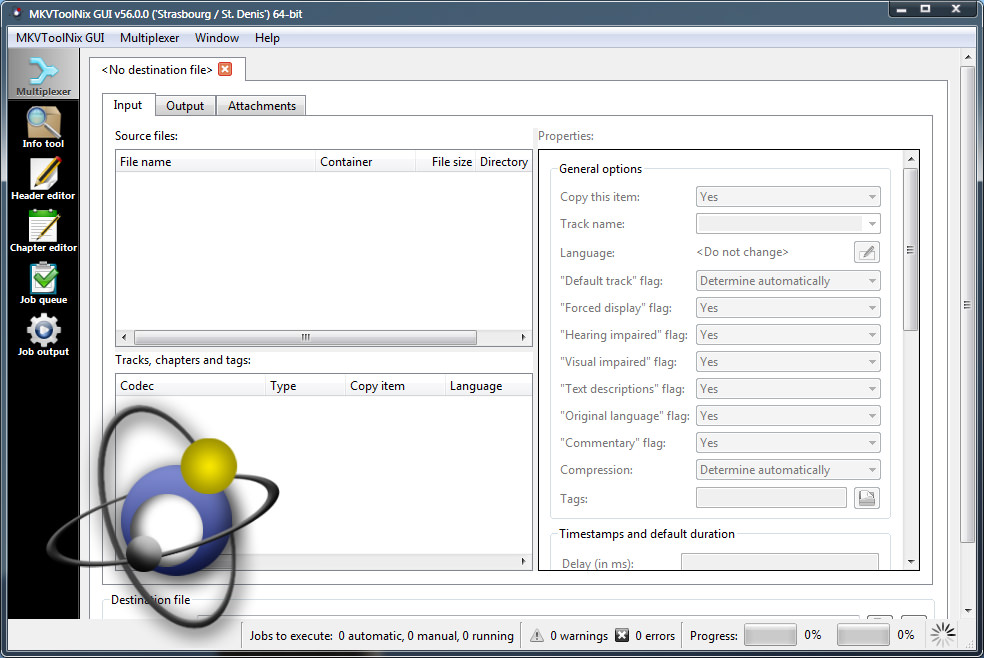 MKVToolNix GUI v56.0.0 ('Strasbourg / St. Denis') 64-bit
MKVToolNix GUI Multiplexer Window Help
Multiplexer
Info tool
Header editor
Chapter editor
Job queue
Job output
<No destination file>
Input Output Attachments
Source files:
File name Container File size Directory
Tracks, chapters and tags:
Codec Type Copy item Language
Properties:
General options
Copy this item: Yes
Track name:
Language: <Do not change>
"Default track" flag: Determine automatically
"Forced display" flag: Yes
"Hearing impaired" flag: Yes
"Visual impaired" flag: Yes
"Text descriptions" flag: Yes
"Original language" flag: Yes
"Commentary" flag: Yes
Compression: Determine automatically
Tags:
Timestamps and default duration
Delay (in ms):
Destination file
Jobs to execute: 0 automatic, 0 manual, 0 running 0 warnings 0 errors Progress: 0% 0%